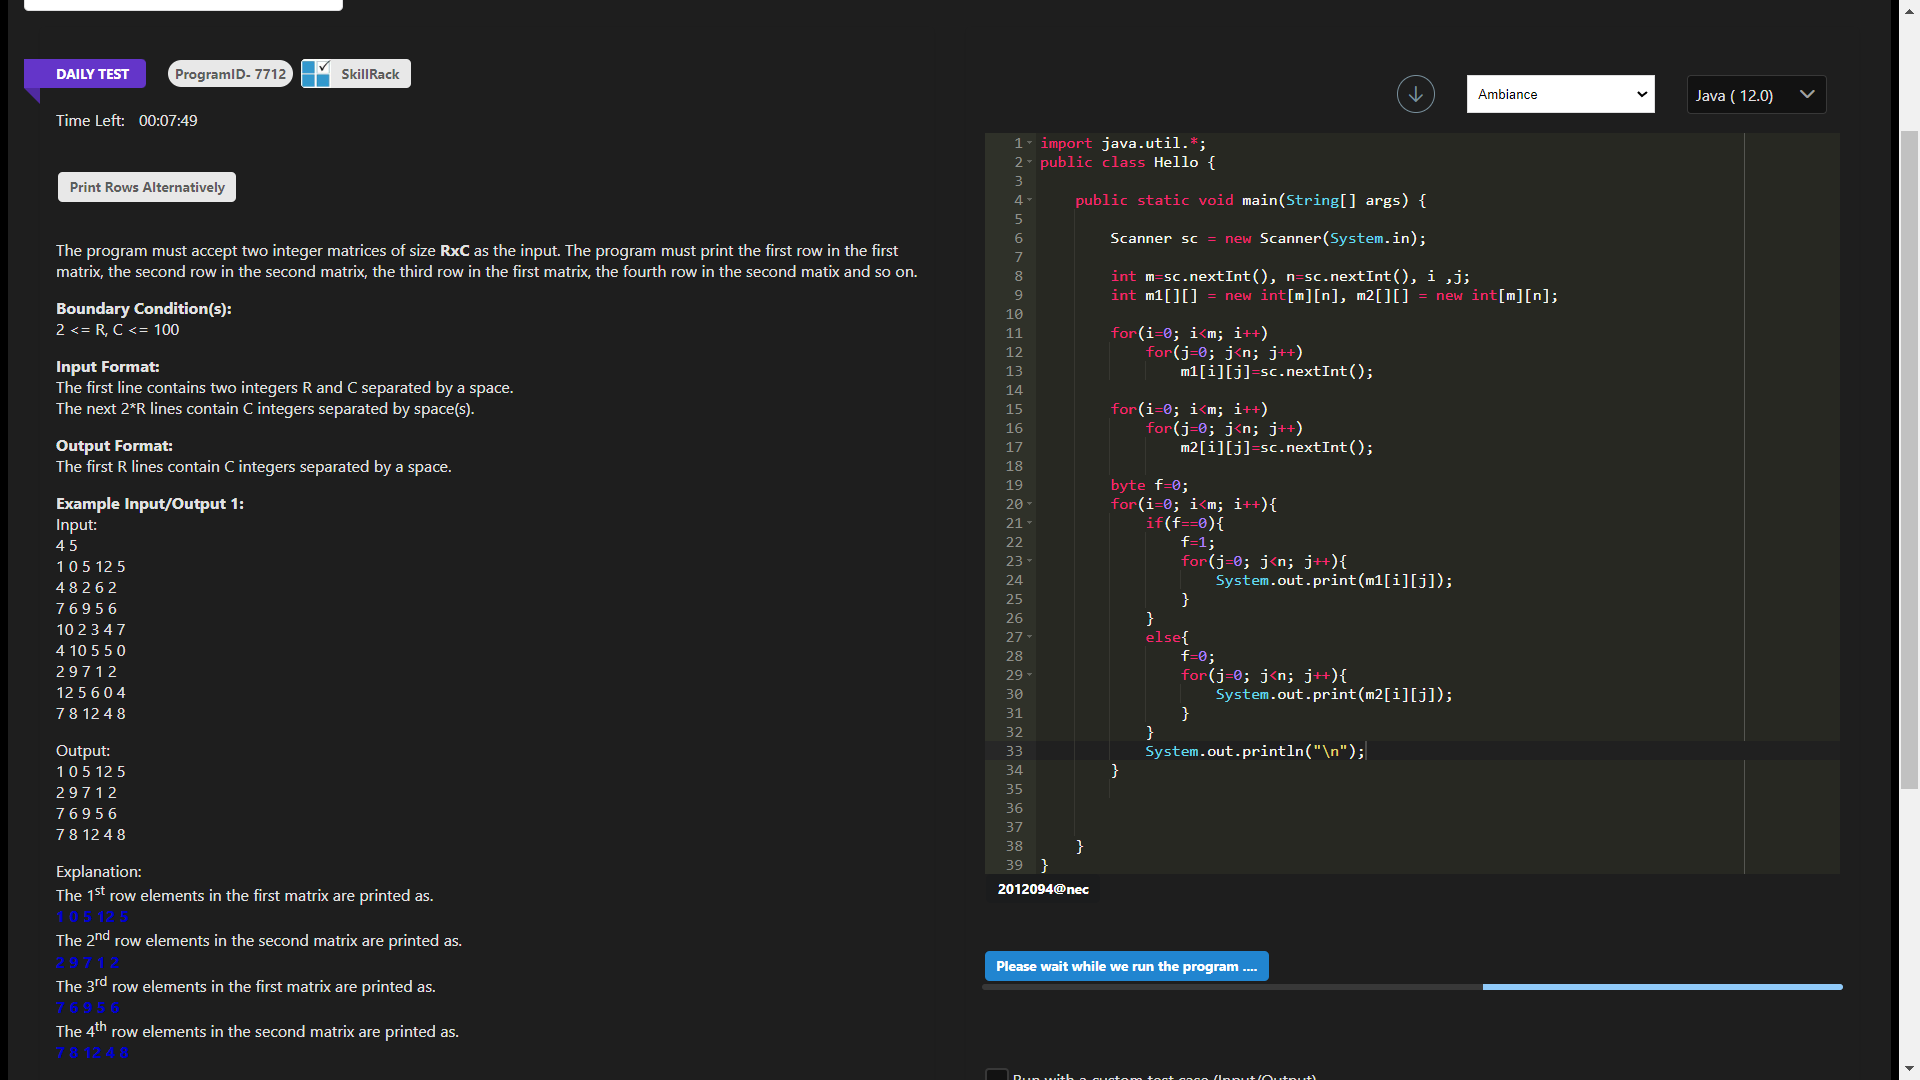 DAILY TEST
ProgramID- 7712
SkillRack
Time Left: 00:07:49
Print Rows Alternatively
The program must accept two integer matrices of size RxC as the input. The program must print the first row in the first
matrix, the second row in the second matrix, the third row in the first matrix, the fourth row in the second matix and so on.
Boundary Condition(s):
2 <= R, C <= 100
Input Format:
The first line contains two integers R and C separated by a space.
The next 2*R lines contain C integers separated by space(s).
Output Format:
The first R lines contain C integers separated by a space.
Example Input/Output 1:
Input:
4 5
1 0 5 12 5
4 8 2 6 2
7 6 9 5 6
10 2 3 4 7
4 10 5 5 0
2 9 7 1 2
12 5 6 0 4
7 8 12 4 8
Output:
1 0 5 12 5
2 9 7 1 2
7 6 9 5 6
7 8 12 4 8
Explanation:
The 1st row elements in the first matrix are printed as.
1 0 5 12 5
The 2nd row elements in the second matrix are printed as.
2 9 7 1 2
The 3rd row elements in the first matrix are printed as.
7 6 9 5 6
The 4th row elements in the second matrix are printed as.
7 8 12 4 8
Ambiance
Java ( 12.0)
1 import java.util.*;
2 public class Hello {
3
4     public static void main(String[] args) {
5
6         Scanner sc = new Scanner(System.in);
7
8         int m=sc.nextInt(), n=sc.nextInt(), i ,j;
9         int m1[][] = new int[m][n], m2[][] = new int[m][n];
10
11         for(i=0; i<m; i++)
12             for(j=0; j<n; j++)
13                 m1[i][j]=sc.nextInt();
14
15         for(i=0; i<m; i++)
16             for(j=0; j<n; j++)
17                 m2[i][j]=sc.nextInt();
18
19         byte f=0;
20         for(i=0; i<m; i++){
21             if(f==0){
22                 f=1;
23                 for(j=0; j<n; j++){
24                     System.out.print(m1[i][j]);
25                 }
26             }
27             else{
28                 f=0;
29                 for(j=0; j<n; j++){
30                     System.out.print(m2[i][j]);
31                 }
32             }
33             System.out.println("\n");
34         }
35
36
37
38     }
39 }
2012094@nec
Please wait while we run the program ....
Run with a custom test case (Input/Output)